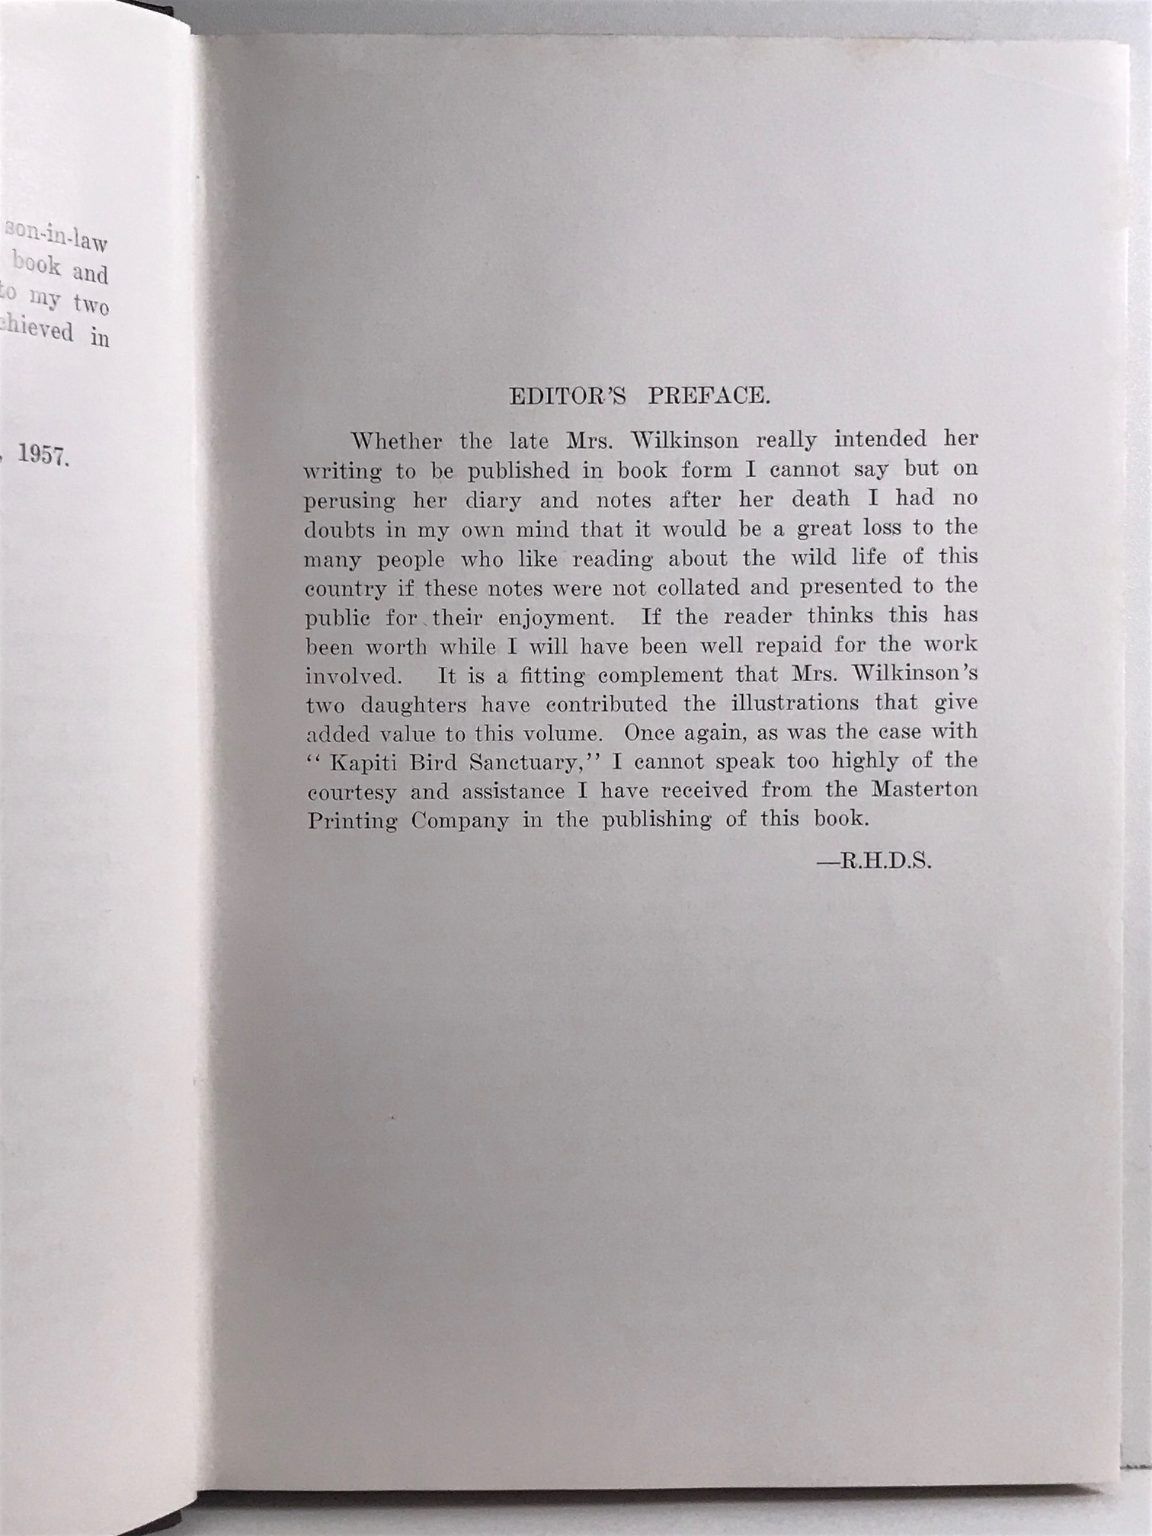 son-in-law
book and
to my two
in
1957.
EDITOR'S PREFACE.
Whether the late Mrs. Wilkinson really intended her
writing to be published in book form I cannot say but on
perusing her diary and notes after her death I had no
doubts in my own mind that it would be a great loss to the
many people who like reading about the wild life of this
country if these notes were not collated and presented to the
public for their enjoyment. If the reader thinks this has
been worth while I will have been well repaid for the work
involved. It is a fitting complement that Mrs. Wilkinson's
two daughters have contributed the illustrations that give
added value to this volume. Once again, as was the case with
“ Kapiti Bird Sanctuary,” I cannot speak too highly of the
courtesy and assistance I have received from the Masterton
Printing Company in the publishing of this book.
—R.H.D.S.